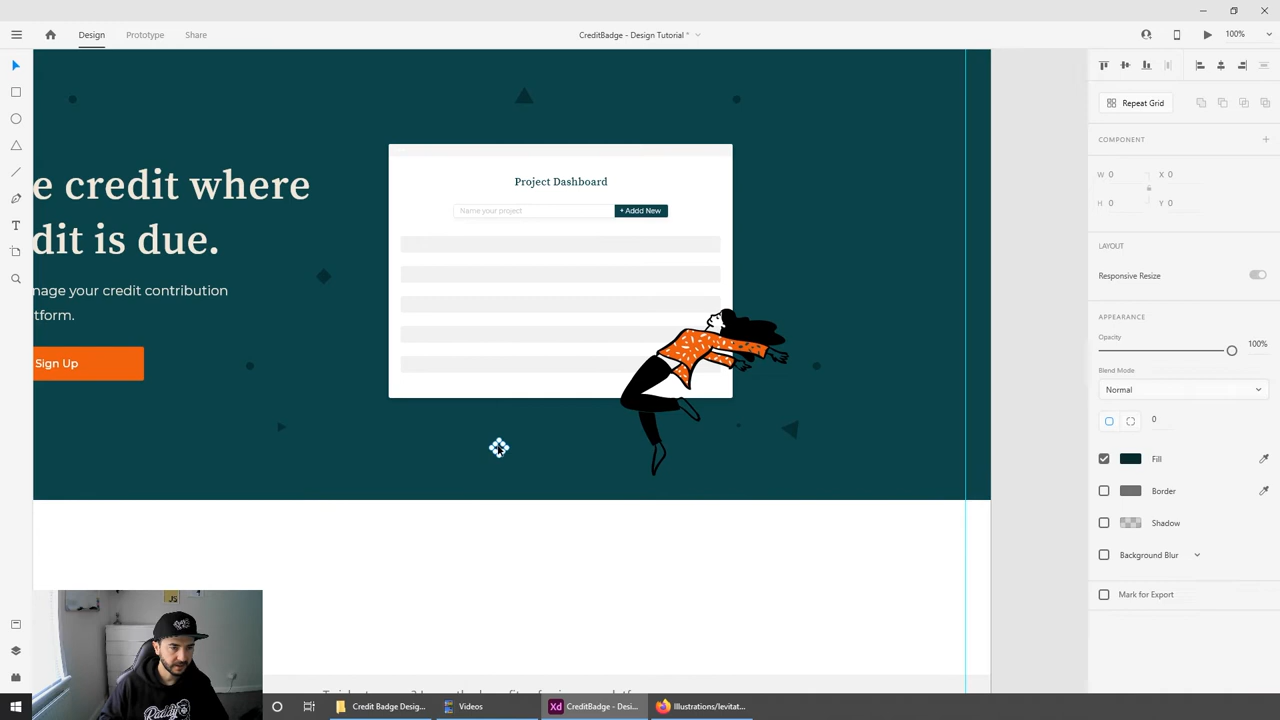 Design
Prototype
Share
CreditBadge - Design Tutorial *
100%
e credit where
dit is due.
nage your credit contribution
tform.
Sign Up
Project Dashboard
Name your project
+ Addd New
Repeat Grid
COMPONENT
W 0
X 0
H 0
Y 0
LAYOUT
Responsive Resize
APPEARANCE
Opacity
100%
Blend Mode
Normal
0
Fill
Border
Shadow
Background Blur
Mark for Export
JS
Xd
Credit Badge Desig...
Videos
CreditBadge - Desi...
Illustrations/levitat...